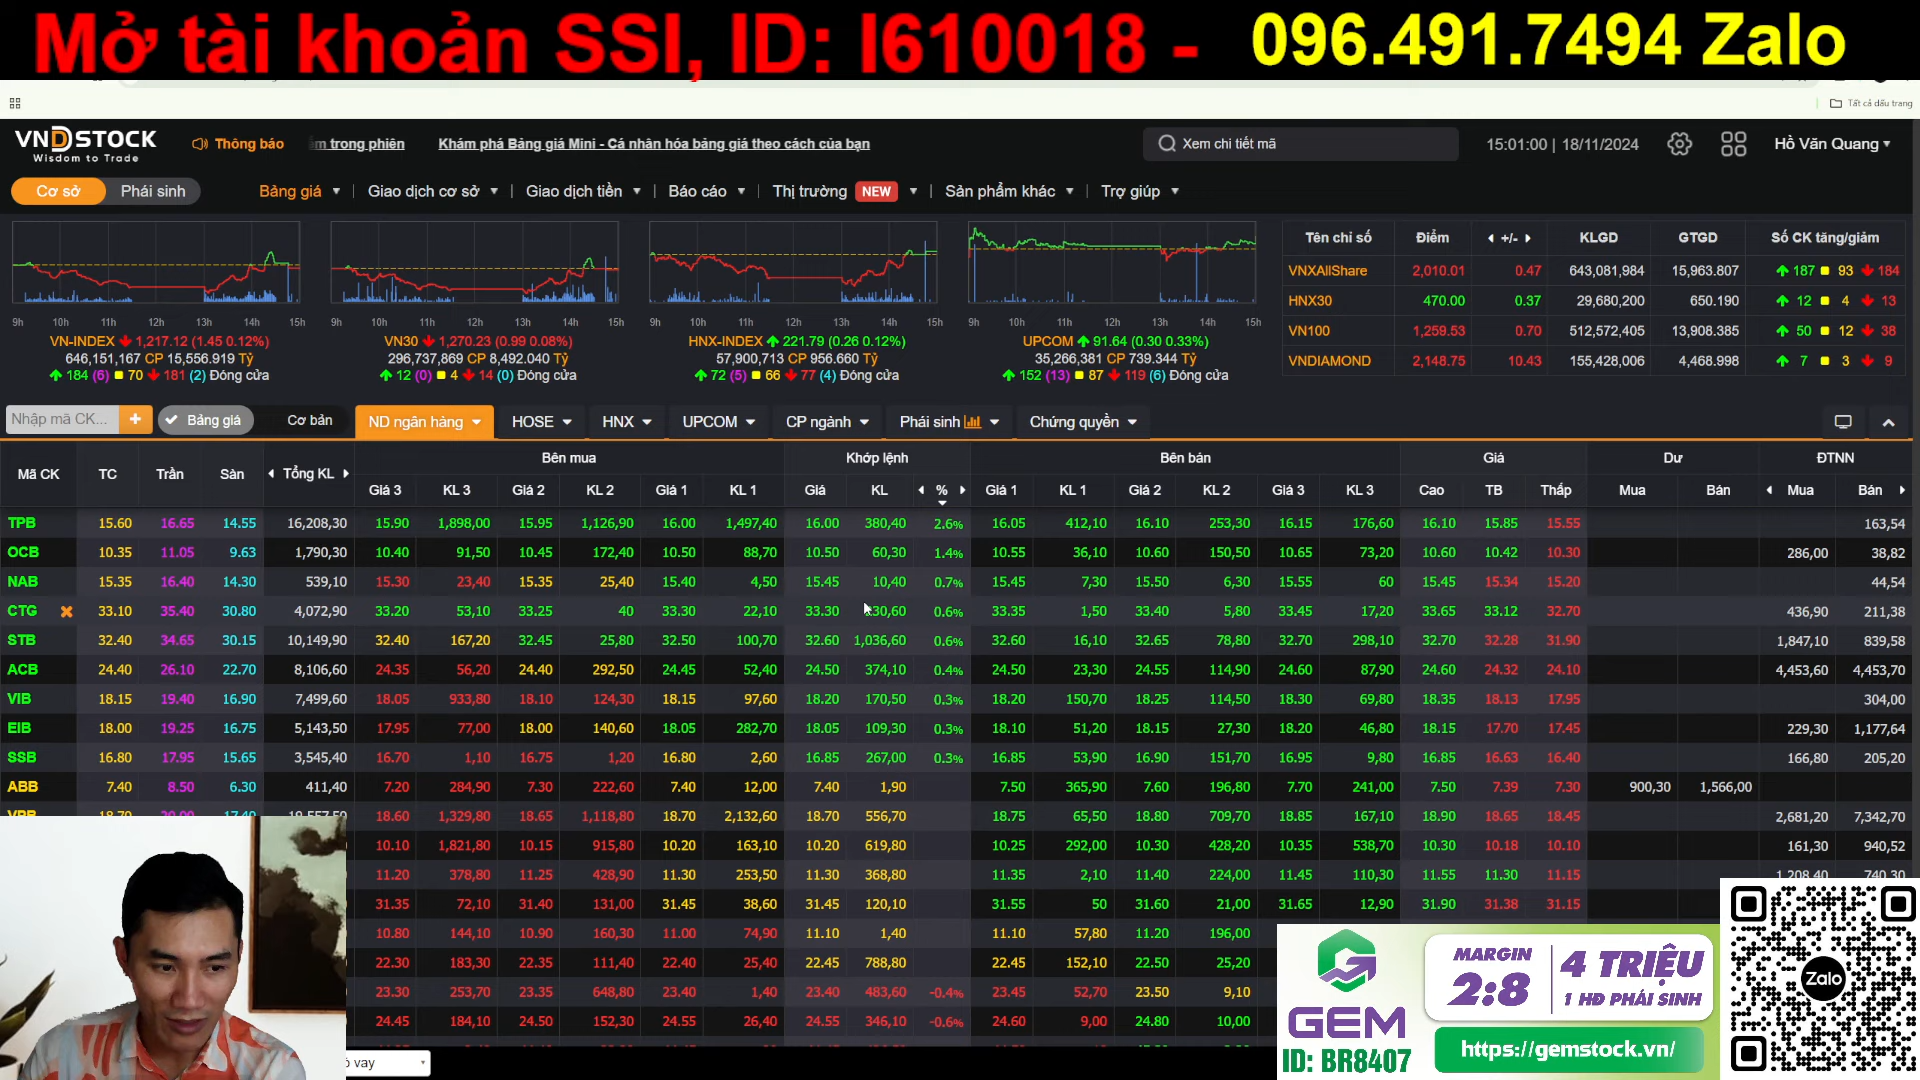 Mở tài khoản SSI, ID: I610018 - 096.491.7494 Zalo
Tất cả dấu trang
VNDSTOCK
Wisdom to Trade
Thông báo trong phiên Khám phá Bảng giá Mini - Cá nhân hóa bảng giá theo cách của bạn
Xem chi tiết mã
15:01:00 | 18/11/2024
Hồ Văn Quang
Cơ sở Phái sinh Bảng giá | Giao dịch cơ sở | Giao dịch tiền | Báo cáo | Thị trường NEW | Sản phẩm khác | Trợ giúp
9h 10h 11h 12h 13h 14h 15h
9h 10h 11h 12h 13h 14h 15h
9h 10h 11h 12h 13h 14h 15h
9h 10h 11h 12h 13h 14h 15h
VN-INDEX 1,217.12 (1.45 0.12%)
646,151,167 CP 15,556.919 Tỷ
184 (6) 70 181 (2) Đóng cửa
VN30 1,270.23 (0.99 0.08%)
296,737,869 CP 8,492.040 Tỷ
12 (0) 4 14 (0) Đóng cửa
HNX-INDEX 221.79 (0.26 0.12%)
57,900,713 CP 956.660 Tỷ
72 (5) 66 77 (4) Đóng cửa
UPCOM 91.64 (0.30 0.33%)
35,266,381 CP 739.344 Tỷ
152 (13) 87 119 (6) Đóng cửa
Tên chỉ số Điểm +/- KLGD GTGD Số CK tăng/giảm
VNXAllShare 2,010.01 0.47 643,081,984 15,963.807 187 93 184
HNX30 470.00 0.37 29,680,200 650.190 12 4 13
VN100 1,259.53 0.70 512,572,405 13,908.385 50 12 38
VNDIAMOND 2,148.75 10.43 155,428,006 4,468.998 7 3 9
Nhập mã CK... + Bảng giá Cơ bản ND ngân hàng HOSE HNX UPCOM CP ngành Phái sinh Chứng quyền
Mã CK TC Trần Sàn Tổng KL Bên mua Khớp lệnh Bên bán Giá Dư ĐTNN
Giá 3 KL 3 Giá 2 KL 2 Giá 1 KL 1 Giá KL % Giá 1 KL 1 Giá 2 KL 2 Giá 3 KL 3 Cao TB Thấp Mua Bán Mua Bán
TPB 15.60 16.65 14.55 16,208,30 15.90 1,898,00 15.95 1,126,90 16.00 1,497,40 16.00 380,40 2.6% 16.05 412,10 16.10 253,30 16.15 176,60 16.10 15.85 15.55 163,54
OCB 10.35 11.05 9.63 1,790,30 10.40 91,50 10.45 172,40 10.50 88,70 10.50 60,30 1.4% 10.55 36,10 10.60 150,50 10.65 73,20 10.60 10.42 10.30 286,00 38,82
NAB 15.35 16.40 14.30 539,10 15.30 23,40 15.35 25,40 15.40 4,50 15.45 10,40 0.7% 15.45 7,30 15.50 6,30 15.55 60 15.45 15.34 15.20 44,54
CTG 33.10 35.40 30.80 4,072,90 33.20 53,10 33.25 40 33.30 22,10 33.30 0.6% 33.35 1,50 33.40 5,80 33.45 17,20 33.65 33.12 32.70 436,90 211,38
STB 32.40 34.65 30.15 10,149,90 32.40 167,20 32.45 25,80 32.50 100,70 32.60 1,036,60 0.6% 32.60 16,10 32.65 78,80 32.70 298,10 32.70 32.28 31.90 1,847,10 839,58
ACB 24.40 26.10 22.70 8,106,60 24.35 56,20 24.40 292,50 24.45 52,40 24.50 374,10 0.4% 24.50 23,30 24.55 114,90 24.60 87,90 24.60 24.32 24.10 4,453,60 4,453,70
VIB 18.15 19.40 16.90 7,499,60 18.05 933,80 18.10 124,30 18.15 97,60 18.20 170,50 0.3% 18.20 150,70 18.25 114,50 18.30 69,80 18.35 18.13 17.95 304,00
EIB 18.00 19.25 16.75 5,143,50 17.95 77,00 18.00 140,60 18.05 282,70 18.05 109,30 0.3% 18.10 51,20 18.15 27,30 18.20 46,80 18.15 17.70 17.45 229,30 1,177,64
SSB 16.80 17.95 15.65 3,545,40 16.70 1,10 16.75 1,20 16.80 2,60 16.85 267,00 0.3% 16.85 53,90 16.90 151,70 16.95 9,80 16.85 16.63 16.40 166,80 205,20
ABB 7.40 8.50 6.30 411,40 7.20 284,90 7.30 222,60 7.40 12,00 7.40 1,90 7.50 365,90 7.60 196,80 7.70 241,00 7.50 7.39 7.30 900,30 1,566,00
18.60 1,329,80 18.65 1,118,80 18.70 2,132,60 18.70 556,70 18.75 65,50 18.80 709,70 18.85 167,10 18.90 18.65 18.45 2,681,20 7,342,70
10.10 1,821,80 10.15 915,80 10.20 163,10 10.20 619,80 10.25 292,00 10.30 428,20 10.35 538,70 10.30 10.18 10.10 161,30 940,52
11.20 378,80 11.25 428,90 11.30 253,50 11.30 368,80 11.35 2,10 11.40 224,00 11.45 110,30 11.55 11.30 11.15 1,208,40 740,30
31.35 72,10 31.40 131,00 31.45 38,60 31.45 120,10 31.55 50 31.60 21,00 31.65 12,90 31.90 31.38 31.15
10.80 144,10 10.90 160,30 11.00 74,90 11.10 1,40 11.10 57,80 11.20 196,00
22.30 183,30 22.35 111,40 22.40 25,40 22.45 788,80 22.45 152,10 22.50 25,20
23.30 253,70 23.35 648,80 23.40 1,40 23.40 483,60 -0.4% 23.45 52,70 23.50 9,10
24.45 184,10 24.50 152,30 24.55 26,40 24.55 346,10 -0.6% 24.60 9,00 24.80 10,00
vay
GEM
ID: BR8407
MARGIN
2:8
4 TRIỆU
1 HĐ PHÁI SINH
https://gemstock.vn/
Zalo